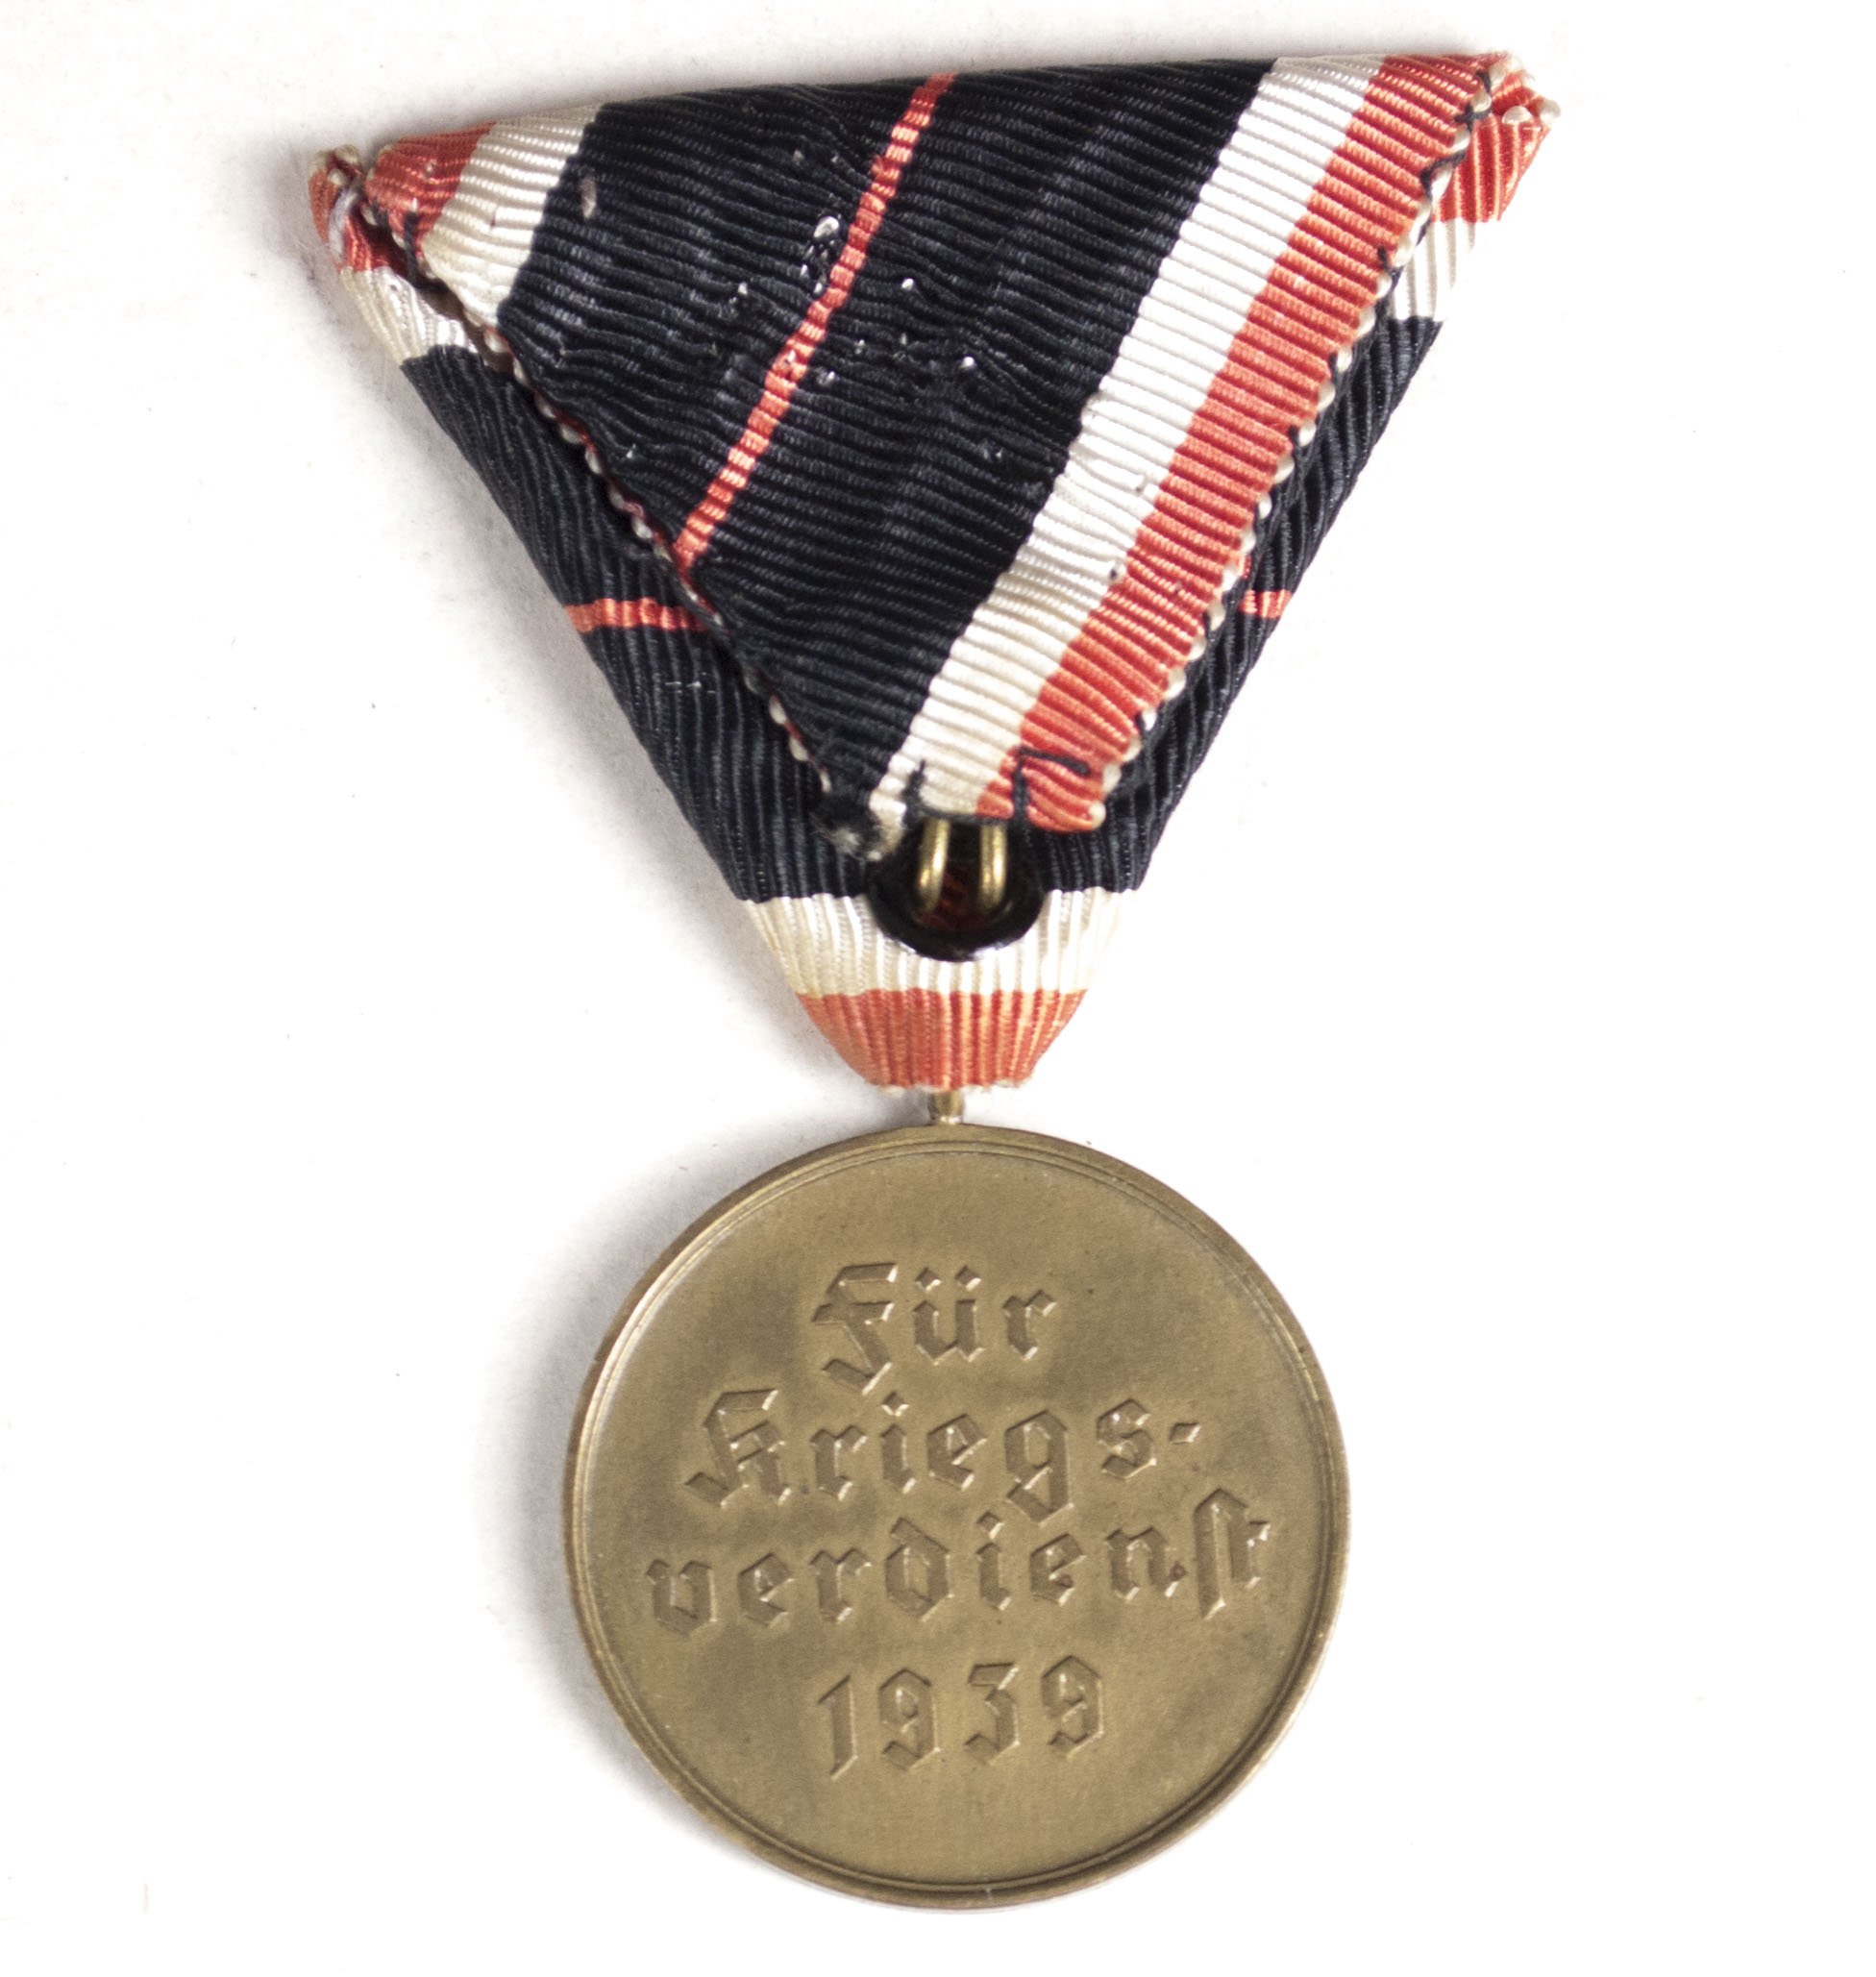 Für
Kriegs-
verdienst
1939